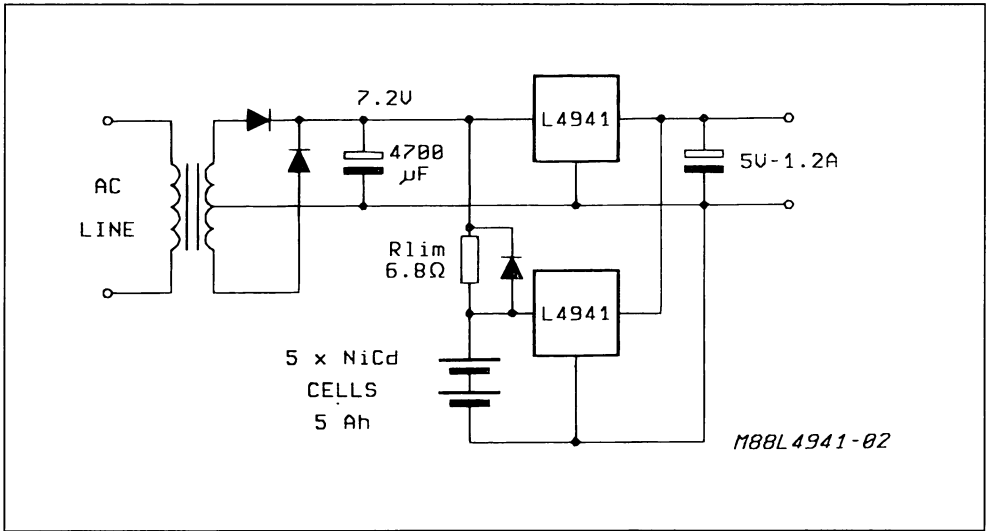 7.2V
L4941
4700
μF
5V-1.2A
AC
LINE
Rlim
6.8Ω
L4941
5 x NiCd
CELLS
5 Ah
M88L4941-02